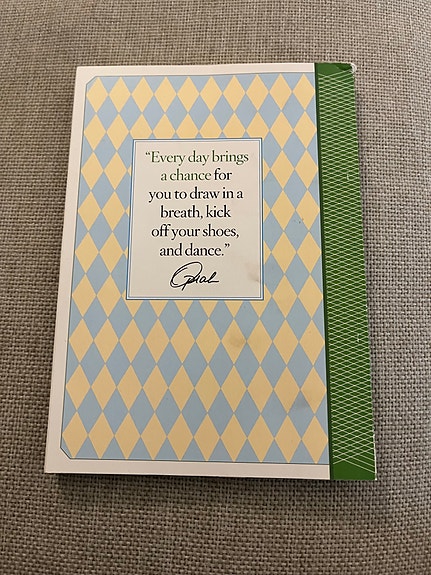 “Every day brings
a chance for
you to draw in a
breath, kick
off your shoes,
and dance.”
Oprah